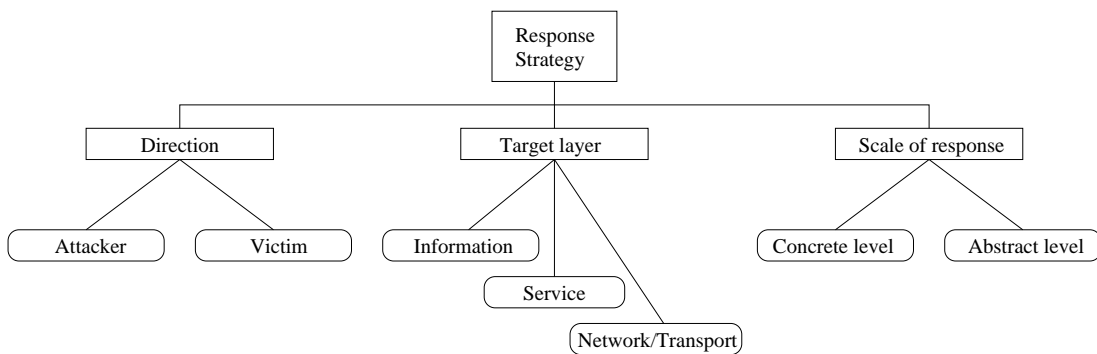 Response
Strategy
Direction
Target layer
Scale of response
Attacker
Victim
Information
Concrete level
Abstract level
Service
Network/Transport